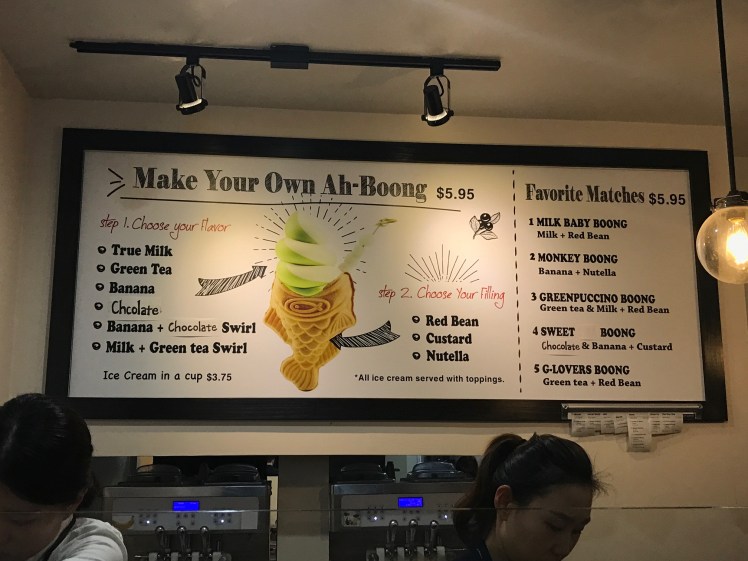 Make Your Own Ah-Boong $5.95
step 1. Choose your flavor
True Milk
Green Tea
Banana
Chcolate
Banana + Chocolate Swirl
Milk + Green tea Swirl
Ice Cream in a cup $3.75
step 2. Choose Your Filling
Red Bean
Custard
Nutella
*All ice cream served with toppings.
Favorite Matches $5.95
1 MILK BABY BOONG
Milk + Red Bean
2 MONKEY BOONG
Banana + Nutella
3 GREENPUCCINO BOONG
Green tea & Milk + Red Bean
4 SWEET BOONG
Chocolate & Banana + Custard
5 G-LOVERS BOONG
Green tea + Red Bean